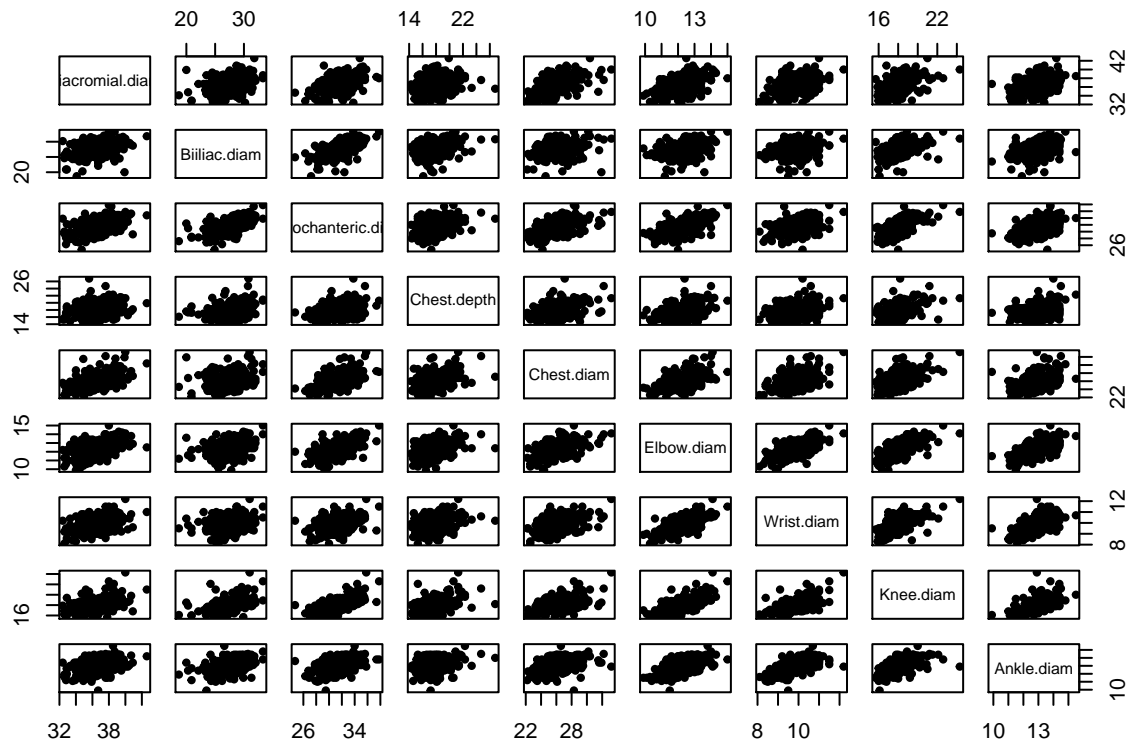 20 30 14 22 10 13 16 22
iacromial.dia
32 42
20
Biiliac.diam
ochanteric.di
26
14 26
Chest.depth
Chest.diam
22
10 15
Elbow.diam
Wrist.diam
8 12
16
Knee.diam
Ankle.diam
10
32 38 26 34 22 28 8 10 10 13